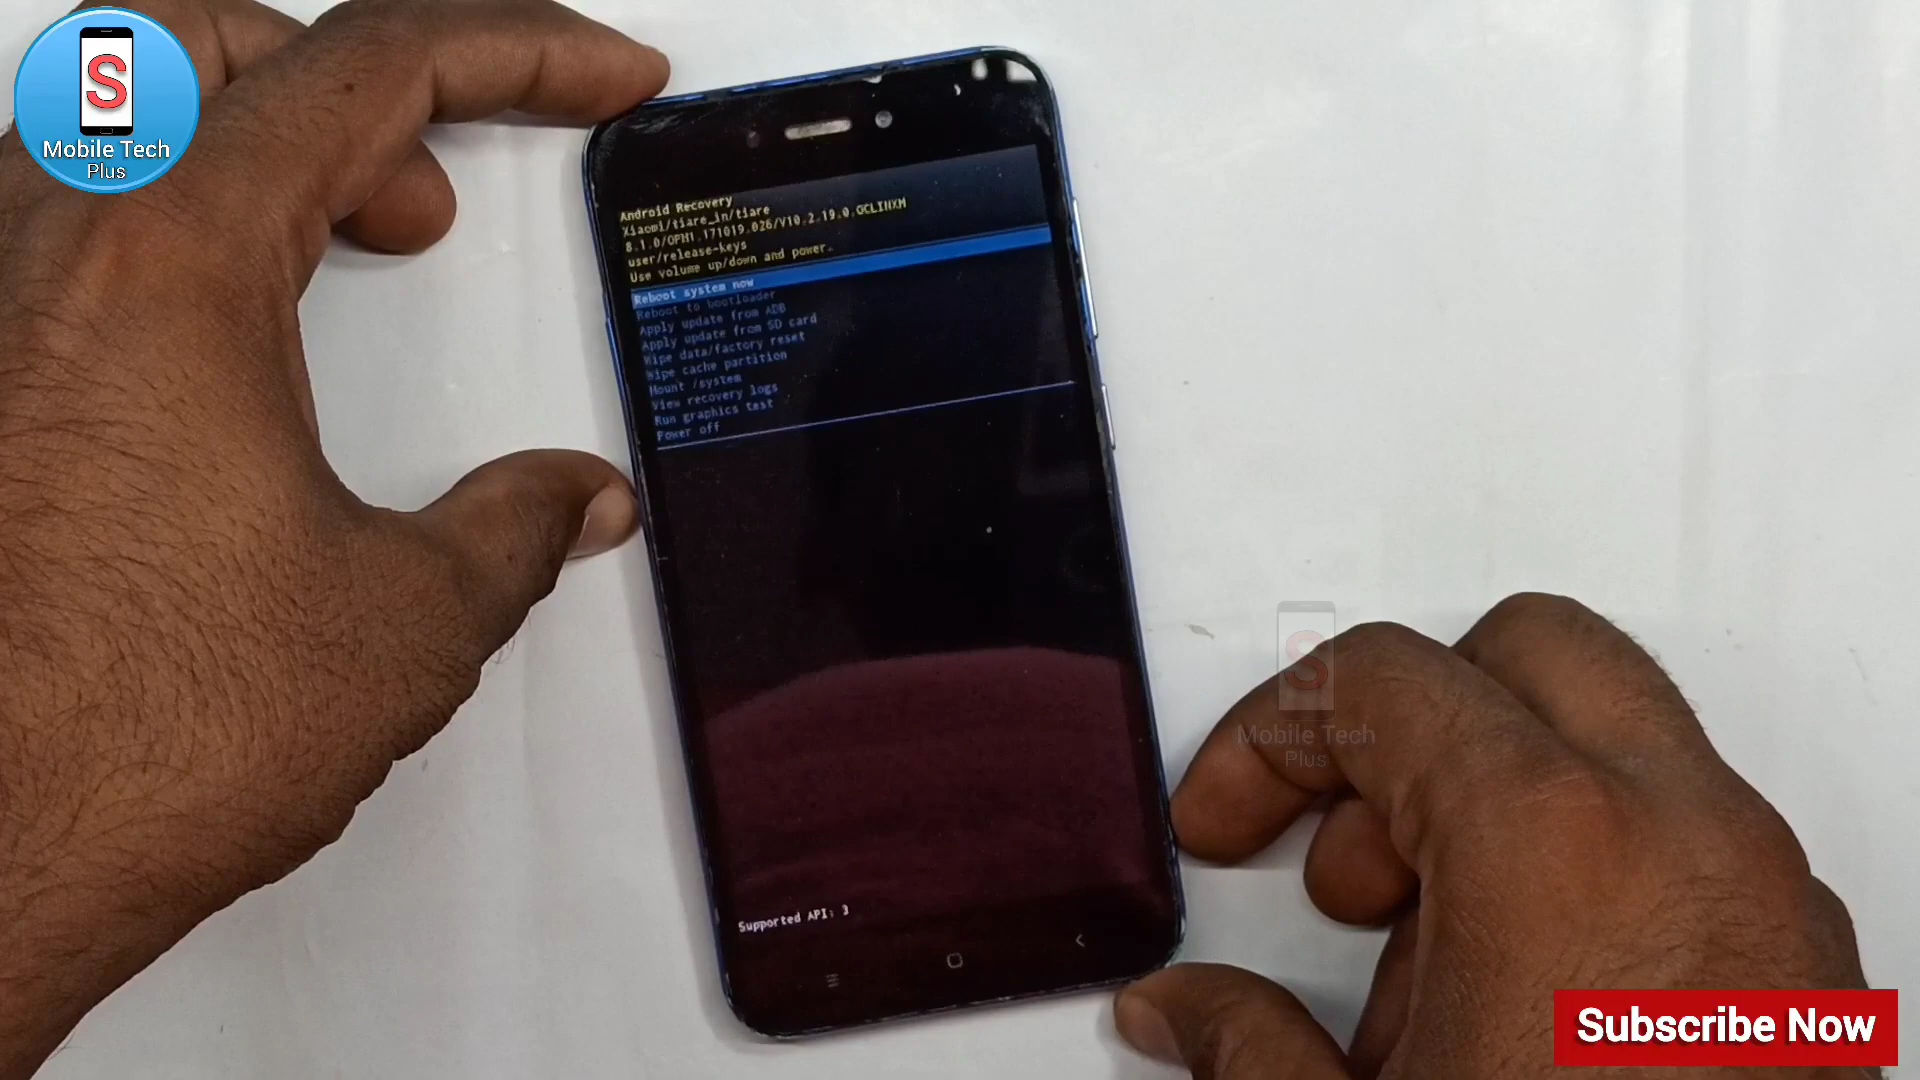 S
Mobile Tech
Plus
Android Recovery
Xiaomi/tiare_in/tiare
8.1.0/OPM1.171019.026/V10.2.19.0.OCLINXM
user/release-keys
Use volume up/down and power.
Reboot system now
Reboot to bootloader
Apply update from ADB
Apply update from SD card
Wipe data/factory reset
Wipe cache partition
Mount /system
View recovery logs
Run graphics test
Power off
S
Mobile Tech
Plus
Supported API: 3
Subscribe Now